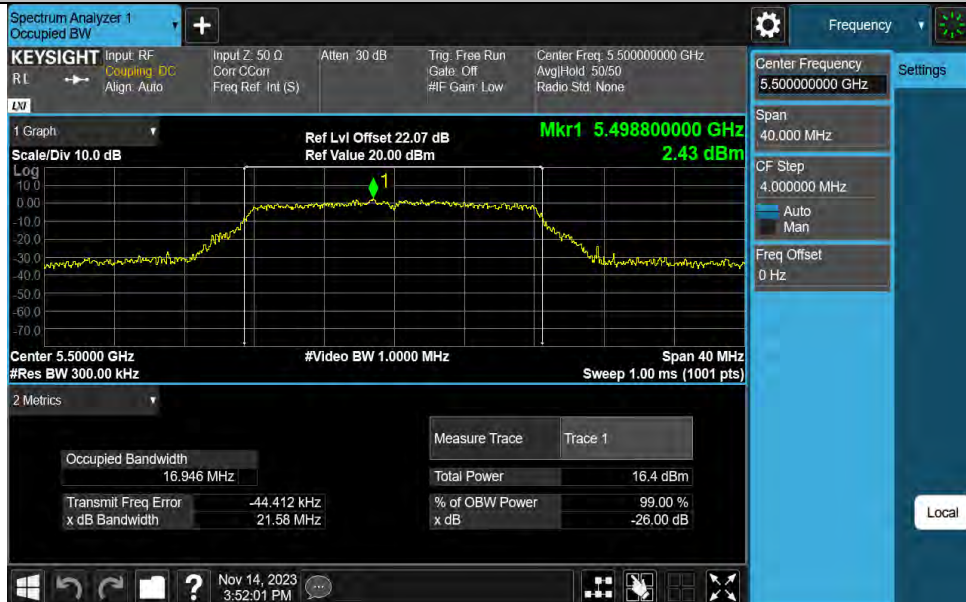 Spectrum Analyzer 1
Occupied BW
+
Frequency
KEYSIGHT
Input: RF
Coupling: DC
Align: Auto
Input Z: 50 Ω
Corr CCorr
Freq Ref: Int (S)
Atten: 30 dB
Trig: Free Run
Gate: Off
#IF Gain: Low
Center Freq: 5.500000000 GHz
Avg|Hold: 50/50
Radio Std: None
LXI
Center Frequency
5.500000000 GHz
Settings
Span
40.000 MHz
CF Step
4.000000 MHz
Auto
Man
Freq Offset
0 Hz
1 Graph
Scale/Div 10.0 dB
Ref Lvl Offset 22.07 dB
Ref Value 20.00 dBm
Mkr1 5.498800000 GHz
2.43 dBm
Log
10.0
0.00
-10.0
-20.0
-30.0
-40.0
-50.0
-60.0
-70.0
1
Center 5.50000 GHz
#Video BW 1.0000 MHz
Span 40 MHz
#Res BW 300.00 kHz
Sweep 1.00 ms (1001 pts)
2 Metrics
Measure Trace Trace 1
Occupied Bandwidth
16.946 MHz
Total Power 16.4 dBm
Transmit Freq Error -44.412 kHz
% of OBW Power 99.00 %
x dB Bandwidth 21.58 MHz
x dB -26.00 dB
Local
?
Nov 14, 2023
3:52:01 PM